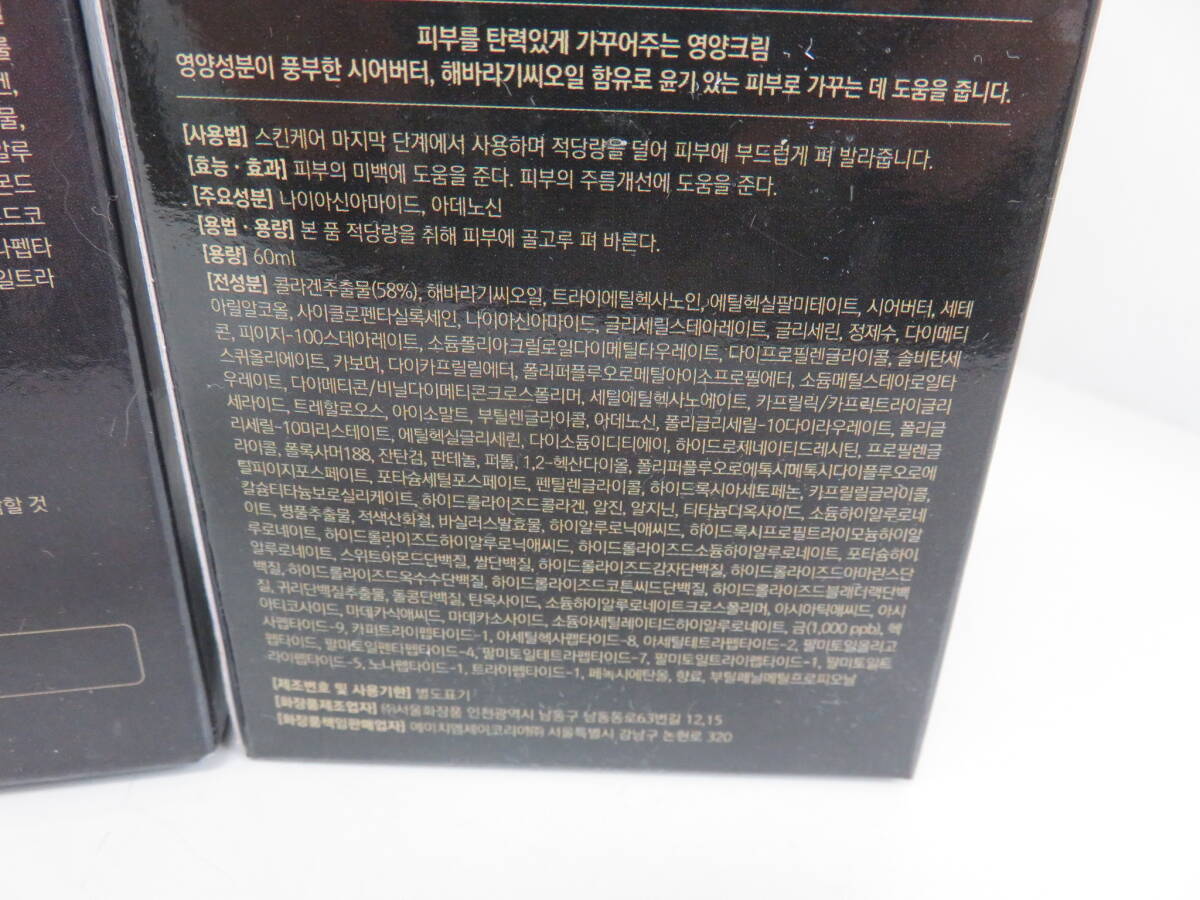 룰
켄,
물,
알루
모드
드코
나펩타
일트라
할 것
피부를 탄력있게 가꾸어주는 영양크림
영양성분이 풍부한 시어버터, 해바라기씨오일 함유로 윤기 있는 피부로 가꾸는 데 도움을 줍니다.
[사용법] 스킨케어 마지막 단계에서 사용하며 적당량을 덜어 피부에 부드럽게 펴 발라줍니다.
[효능·효과] 피부의 미백에 도움을 준다. 피부의 주름개선에 도움을 준다.
[주요성분] 나이아신아마이드, 아데노신
[용법·용량] 본 품 적당량을 취해 피부에 골고루 펴 바른다.
[용량] 60ml
[전성분] 콜라겐추출물(58%), 해바라기씨오일, 트라이에틸헥사노인, 에틸헥실팔미테이트, 시어버터, 세테
아릴알코올, 사이클로펜타실록세인, 나이아신아마이드, 글리세릴스테아레이트, 글리세린, 정제수, 다이메티
콘, 피이지-100스테아레이트, 소듐폴리아크릴로일다이메틸타우레이트, 다이프로필렌글라이콜, 솔비탄세
스퀴올리에이트, 카보머, 다이카프릴릴에터, 폴리퍼플루오로메틸아이소프로필에터, 소듐메틸스테아로일타
우레이트, 다이메티콘/비닐다이메티콘크로스폴리머, 세틸에틸헥사노에이트, 카프릴릭/카프릭트라이글리
세라이드, 트레할로오스, 아이소말트, 부틸렌글라이콜, 아데노신, 폴리글리세릴-10다이라우레이트, 폴리글
리세릴-10미리스테이트, 에틸헥실글리세린, 다이소듐이디티에이, 하이드로제네이티드레시틴, 프로필렌글
라이콜, 폴록사머188, 잔탄검, 판테놀, 퍼톨, 1,2-헥산다이올, 폴리퍼플루오로에톡시메톡시다이플루오로에
틸피이지포스페이트, 포타슘세틸포스페이트, 펜틸렌글라이콜, 하이드록시아세토페논, 카프릴릴글라이콜,
칼슘티타늄보로실리케이트, 하이드롤라이즈드콜라겐, 알진, 알지닌, 티타늄디옥사이드, 소듐하이알루로네
이트, 병풀추출물, 적색산화철, 바실러스발효물, 하이알루로닉애씨드, 하이드록시프로필트라이모늄하이알
루로네이트, 하이드롤라이즈드하이알루로닉애씨드, 하이드롤라이즈드소듐하이알루로네이트, 포타슘하이
알루로네이트, 스위트아몬드단백질, 쌀단백질, 하이드롤라이즈드감자단백질, 하이드롤라이즈드아마란스단
백질, 하이드롤라이즈드옥수수단백질, 하이드롤라이즈드코튼씨드단백질, 하이드롤라이즈드블래더랙단백
질, 귀리단백질추출물, 돌콩단백질, 틴옥사이드, 소듐하이알루로네이트크로스폴리머, 아시아틱애씨드, 아시
아티코사이드, 마데카식애씨드, 마데카소사이드, 소듐아세틸레이티드하이알루로네이트, 금(1,000 ppb), 헥
사펩타이드-9, 카퍼트라이펩타이드-1, 아세틸헥사펩타이드-8, 아세틸테트라펩타이드-2, 팔미토일올리고
펩타이드, 팔마토일펜타펩타이드-4, 팔미토일테트라펩타이드-7, 팔미토일트라이펩타이드-1, 팔미토일트
라이펩타이드-5, 노나펩타이드-1, 트라이펩타이드-1, 페녹시에탄올, 향료, 부틸페닐메틸프로피오날
[제조번호 및 사용기한] 별도표기
[화장품제조업자] ㈜서울화장품 인천광역시 남동구 남동동로63번길 12,15
[화장품책임판매업자] 에이치엠제이코리아㈜ 서울특별시 강남구 논현로 320